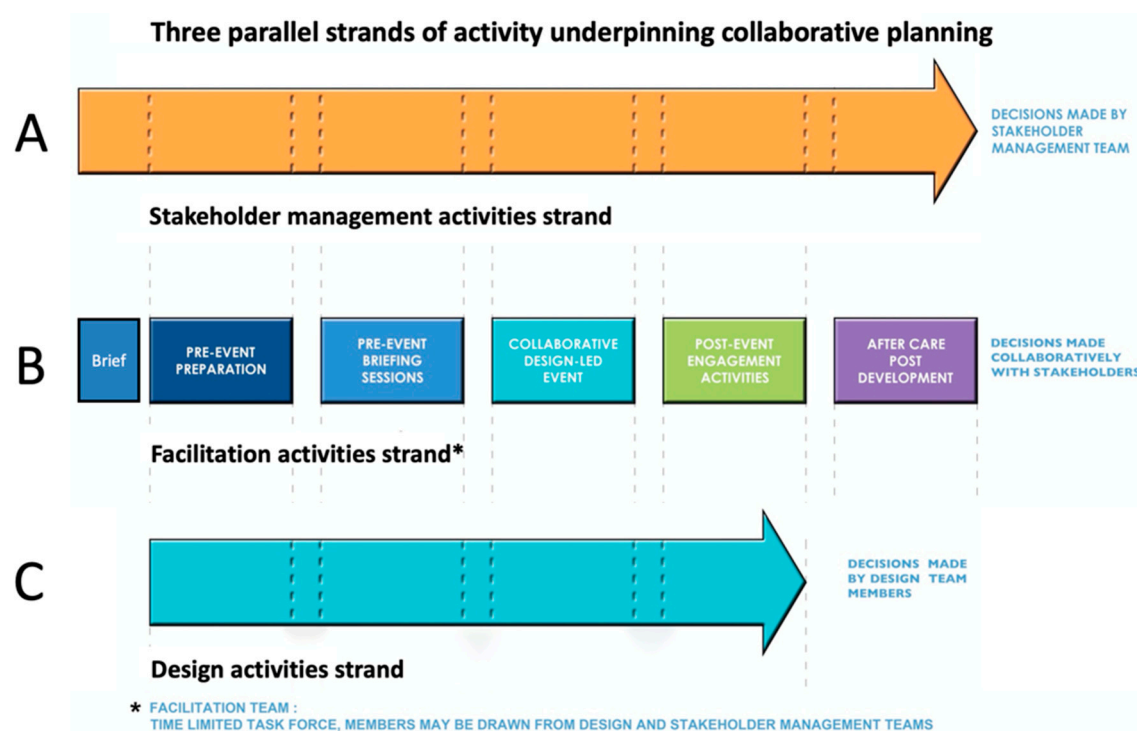 Three parallel strands of activity underpinning collaborative planning
A
DECISIONS MADE BY
STAKEHOLDER
MANAGEMENT TEAM
Stakeholder management activities strand
B
Brief
PRE-EVENT
PREPARATION
PRE-EVENT
BRIEFING
SESSIONS
COLLABORATIVE
DESIGN-LED
EVENT
POST-EVENT
ENGAGEMENT
ACTIVITIES
AFTER CARE
POST
DEVELOPMENT
DECISIONS MADE
COLLABORATIVELY
WITH STAKEHOLDERS
Facilitation activities strand*
C
DECISIONS MADE
BY DESIGN TEAM
MEMBERS
Design activities strand
* FACILITATION TEAM :
TIME LIMITED TASK FORCE, MEMBERS MAY BE DRAWN FROM DESIGN AND STAKEHOLDER MANAGEMENT TEAMS